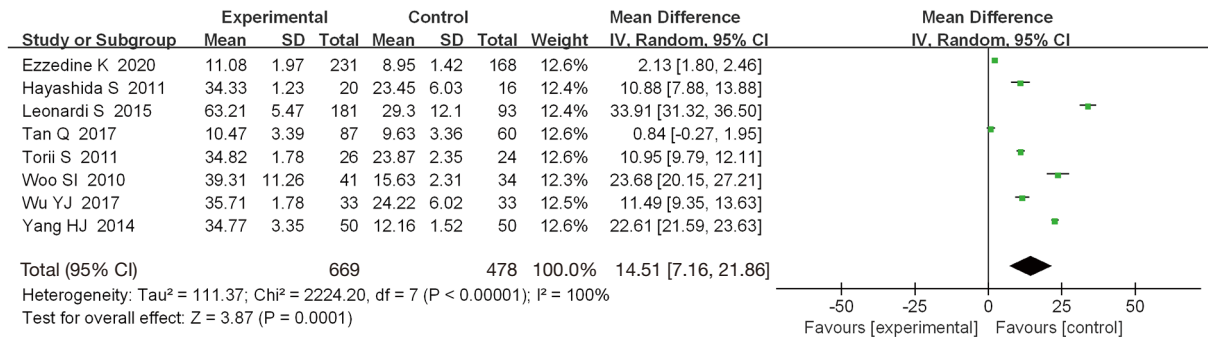 Experimental Control Mean Difference Mean Difference
Study or Subgroup Mean SD Total Mean SD Total Weight IV, Random, 95% CI IV, Random, 95% CI
Ezzedine K 2020 11.08 1.97 231 8.95 1.42 168 12.6% 2.13 [1.80, 2.46]
Hayashida S 2011 34.33 1.23 20 23.45 6.03 16 12.4% 10.88 [7.88, 13.88]
Leonardi S 2015 63.21 5.47 181 29.3 12.1 93 12.4% 33.91 [31.32, 36.50]
Tan Q 2017 10.47 3.39 87 9.63 3.36 60 12.6% 0.84 [-0.27, 1.95]
Torii S 2011 34.82 1.78 26 23.87 2.35 24 12.6% 10.95 [9.79, 12.11]
Woo SI 2010 39.31 11.26 41 15.63 2.31 34 12.3% 23.68 [20.15, 27.21]
Wu YJ 2017 35.71 1.78 33 24.22 6.02 33 12.5% 11.49 [9.35, 13.63]
Yang HJ 2014 34.77 3.35 50 12.16 1.52 50 12.6% 22.61 [21.59, 23.63]
Total (95% CI) 669 478 100.0% 14.51 [7.16, 21.86]
Heterogeneity: Tau² = 111.37; Chi² = 2224.20, df = 7 (P < 0.00001); I² = 100%
Test for overall effect: Z = 3.87 (P = 0.0001)
-50 -25 0 25 50
Favours [experimental] Favours [control]